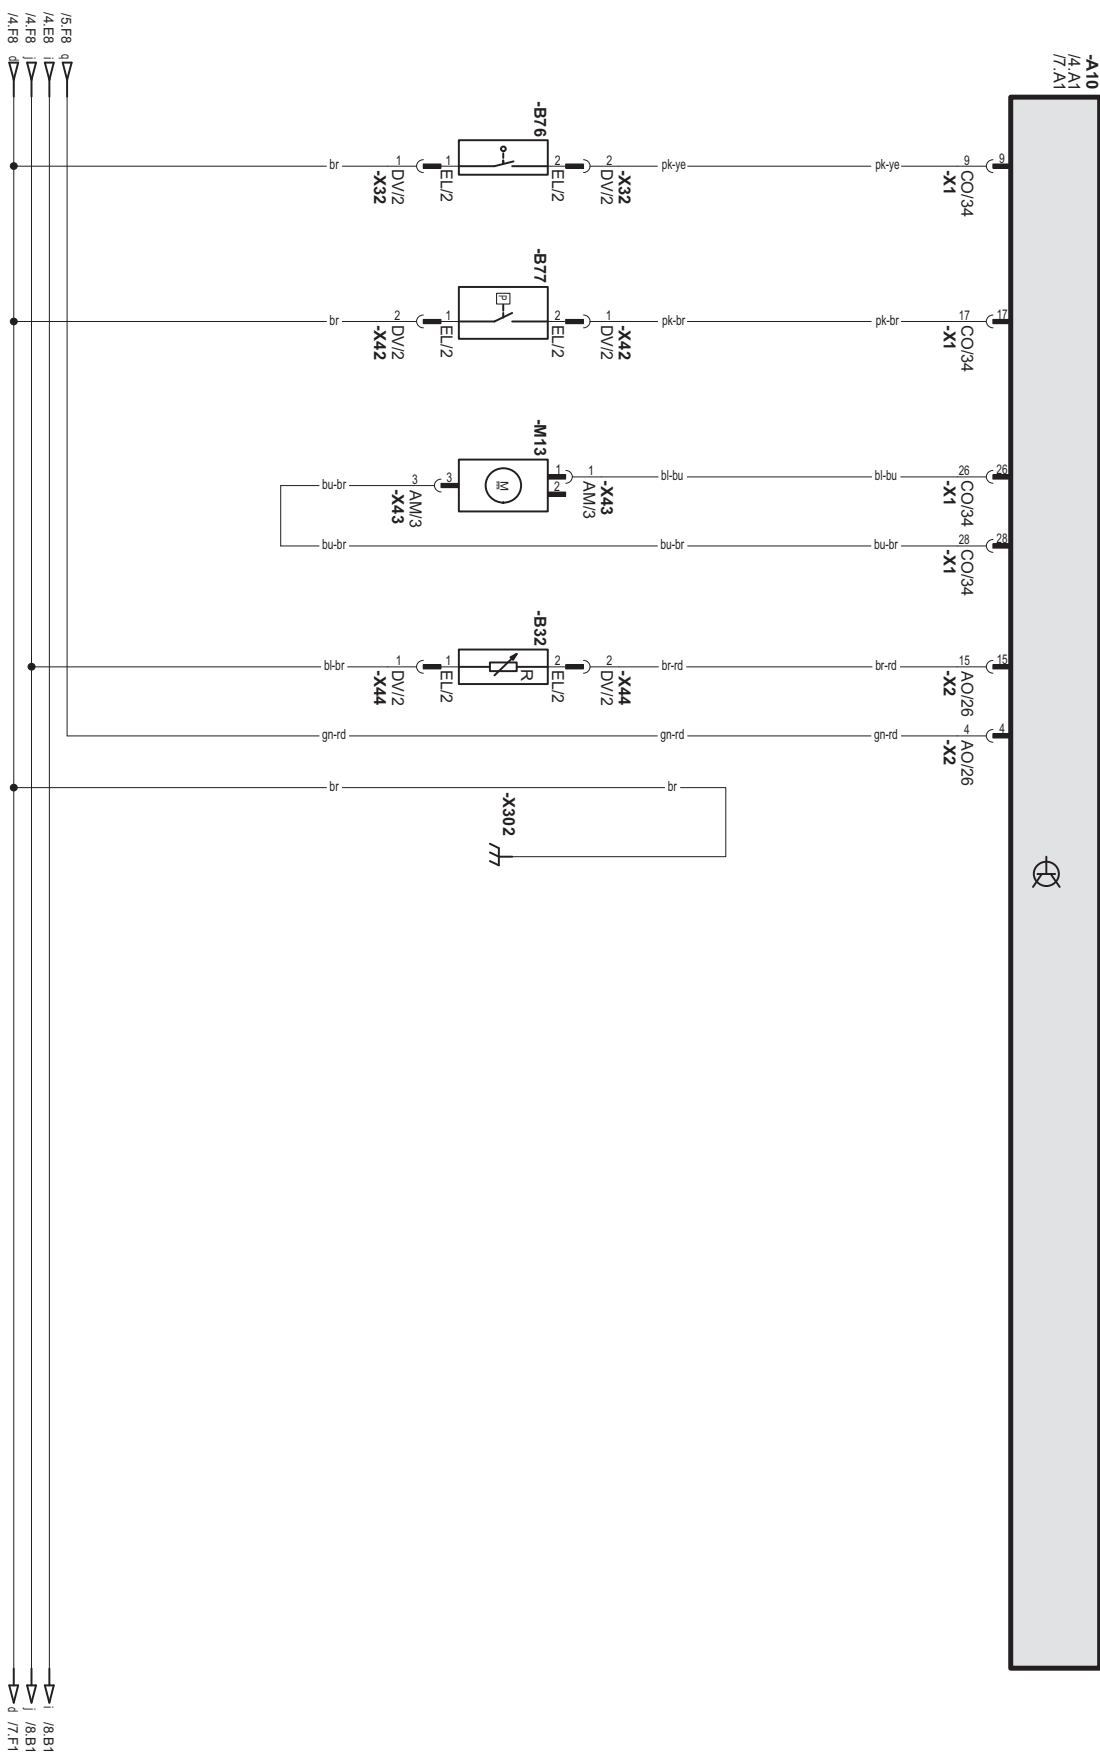 -A10
/4.A1
/7.A1
9
9 CO/34
-X1
pk-ye
pk-ye
-X32
2 DV/2
2 EL/2
-B76
1 EL/2
1 DV/2
-X32
br
17
17 CO/34
-X1
pk-br
pk-br
-X42
1 DV/2
2 EL/2
-B77
P
1 EL/2
2 DV/2
-X42
br
26
26 CO/34
-X1
bl-bu
bl-bu
-X43
1 AM/3
1
2
-M13
M
3
3 AM/3
-X43
bu-br
28
28 CO/34
-X1
bu-br
bu-br
bu-br
15
15 AO/26
-X2
br-rd
br-rd
-X44
2 DV/2
2 EL/2
-B32
R
1 EL/2
1 DV/2
-X44
bl-br
4
4 AO/26
-X2
gn-rd
gn-rd
gn-rd
br
br
-X302
/5.F8 q
/4.E8 i
/4.F8 j
/4.F8 d
i /8.B1
j /8.B1
d /7.F1